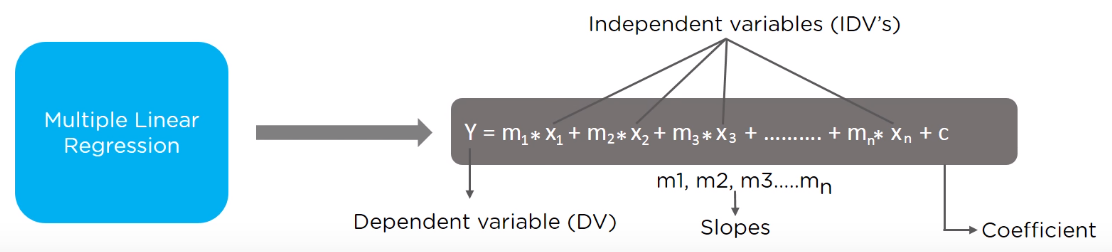 Independent variables (IDV's)
Multiple Linear
Regression
Y = m₁* x₁ + m₂* x₂ + m₃* x₃ + .......... + mₙ* xₙ + c
m1, m2, m3.....mₙ
Dependent variable (DV)
Slopes
Coefficient